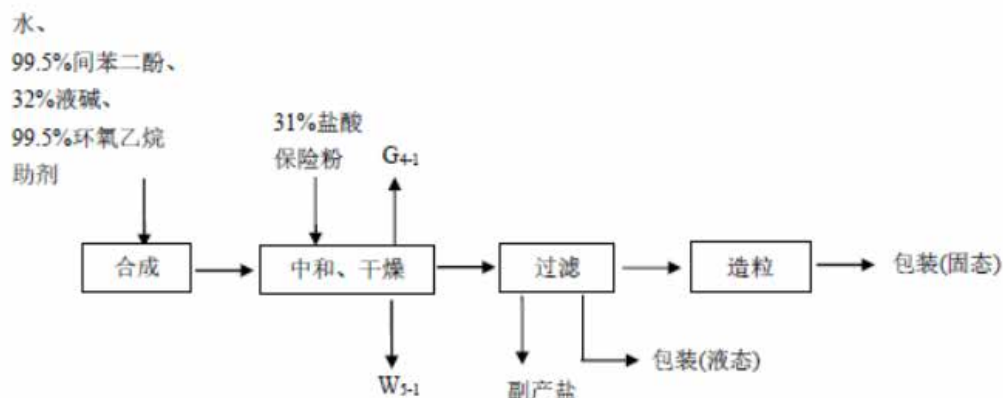 水、
99.5%间苯二酚、
32%液碱、
99.5%环氧乙烷
助剂
31%盐酸
保险粉
G4-1
合成
中和、干燥
过滤
造粒
包装(固态)
包装(液态)
W5-1
副产盐